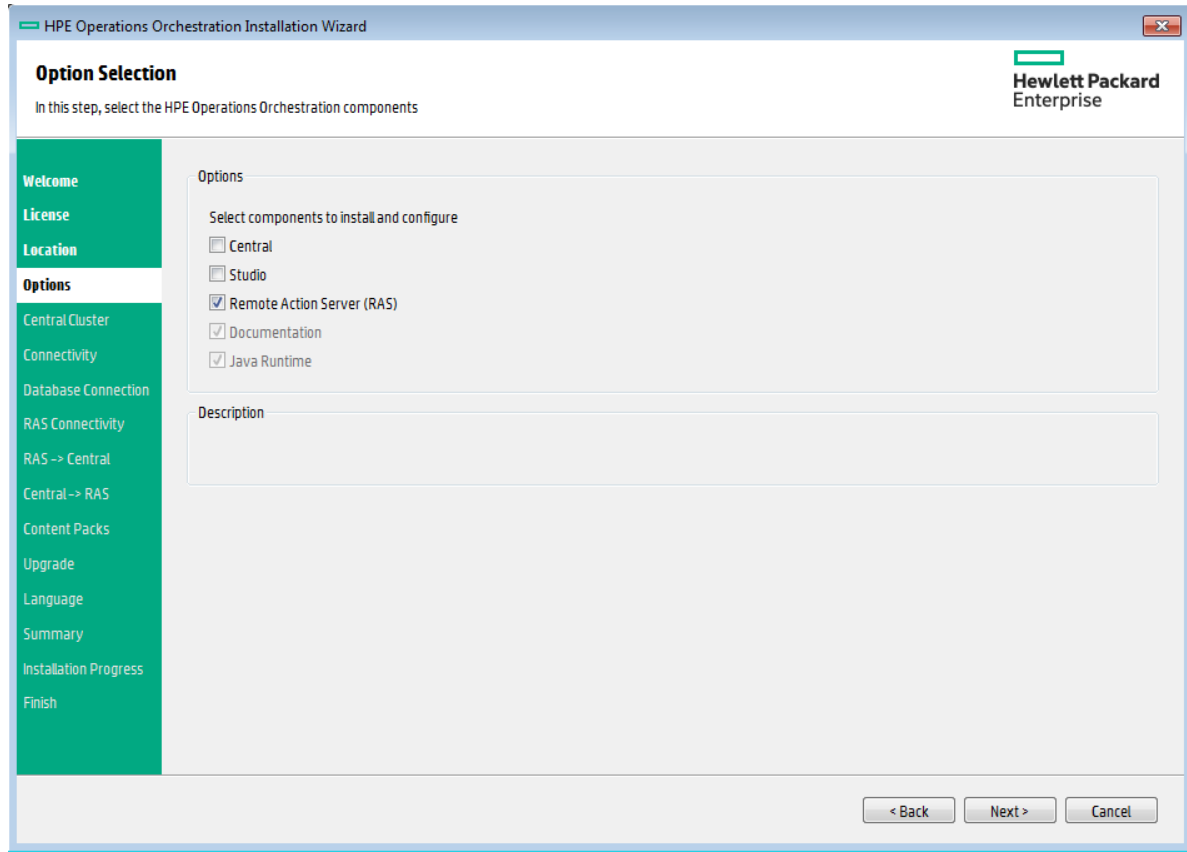 HPE Operations Orchestration Installation Wizard
Option Selection
In this step, select the HPE Operations Orchestration components
Hewlett Packard
Enterprise
Welcome
License
Location
Options
Central Cluster
Connectivity
Database Connection
RAS Connectivity
RAS -> Central
Central -> RAS
Content Packs
Upgrade
Language
Summary
Installation Progress
Finish
Options
Select components to install and configure
Central
Studio
Remote Action Server (RAS)
Documentation
Java Runtime
Description
< Back
Next >
Cancel